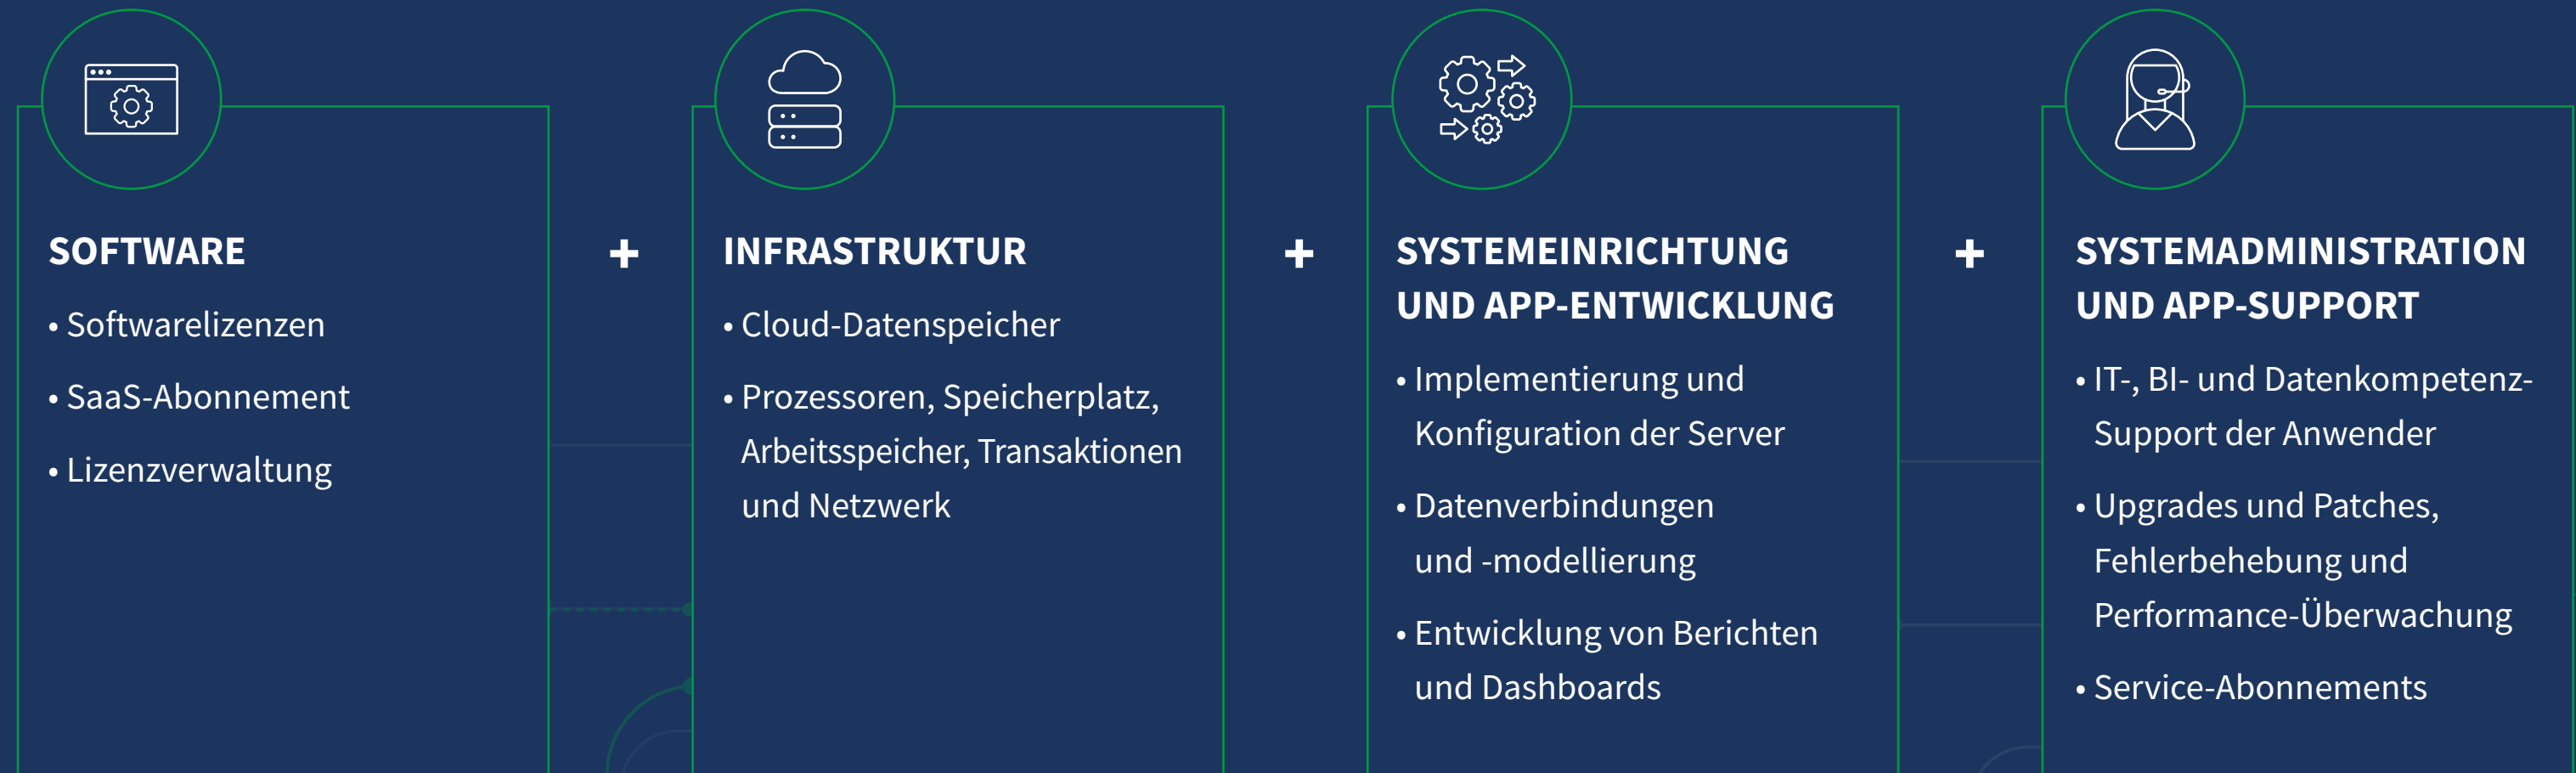 SOFTWARE
• Softwarelizenzen
• SaaS-Abonnement
• Lizenzverwaltung
+
INFRASTRUKTUR
• Cloud-Datenspeicher
• Prozessoren, Speicherplatz,
Arbeitsspeicher, Transaktionen
und Netzwerk
+
SYSTEMEINRICHTUNG
UND APP-ENTWICKLUNG
• Implementierung und
Konfiguration der Server
• Datenverbindungen
und -modellierung
• Entwicklung von Berichten
und Dashboards
+
SYSTEMADMINISTRATION
UND APP-SUPPORT
• IT-, BI- und Datenkompetenz-
Support der Anwender
• Upgrades und Patches,
Fehlerbehebung und
Performance-Überwachung
• Service-Abonnements